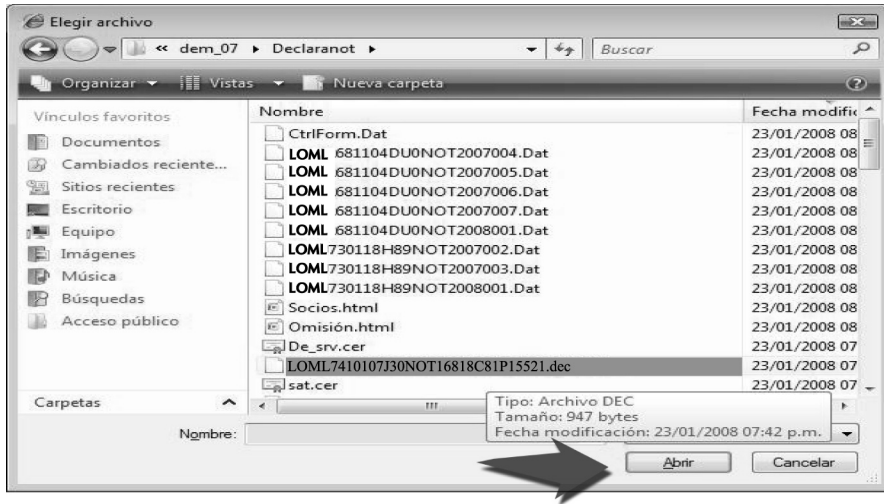 Elegir archivo
« dem_07 Declaranot Buscar
Organizar Vistas Nueva carpeta
Vínculos favoritos
Documentos
Cambiados reciente...
Sitios recientes
Escritorio
Equipo
Imágenes
Música
Búsquedas
Acceso público
Carpetas
Nombre Fecha modific
CtrlForm.Dat 23/01/2008 08
LOML 681104DU0NOT2007004.Dat 23/01/2008 08
LOML 681104DU0NOT2007005.Dat 23/01/2008 08
LOML 681104DU0NOT2007006.Dat 23/01/2008 08
LOML 681104DU0NOT2007007.Dat 23/01/2008 08
LOML 681104DU0NOT2008001.Dat 23/01/2008 08
LOML730118H89NOT2007002.Dat 23/01/2008 08
LOML730118H89NOT2007003.Dat 23/01/2008 08
LOML730118H89NOT2008001.Dat 23/01/2008 08
Socios.html 23/01/2008 08
Omisión.html 23/01/2008 08
De_srv.cer 23/01/2008 07
LOML7410107J30NOT16818C81P15521.dec 23/01/2008 07
sat.cer 23/01/2008 07
Tipo: Archivo DEC
Tamaño: 947 bytes
Fecha modificación: 23/01/2008 07:42 p.m.
Nombre:
Abrir Cancelar